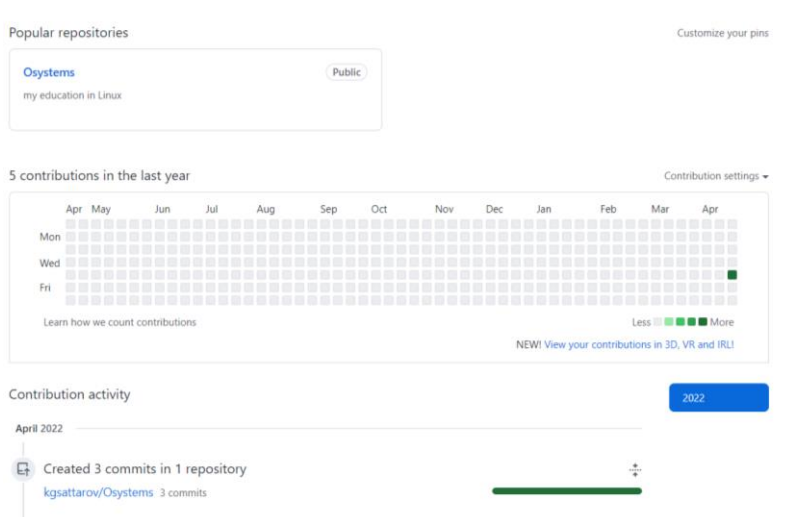 Popular repositories
Customize your pins
Osystems
Public
my education in Linux
5 contributions in the last year
Contribution settings
Apr May Jun Jul Aug Sep Oct Nov Dec Jan Feb Mar Apr
Mon
Wed
Fri
Learn how we count contributions
Less More
NEW! View your contributions in 3D, VR and IRL!
Contribution activity
2022
April 2022
Created 3 commits in 1 repository
kgsattarov/Osystems 3 commits